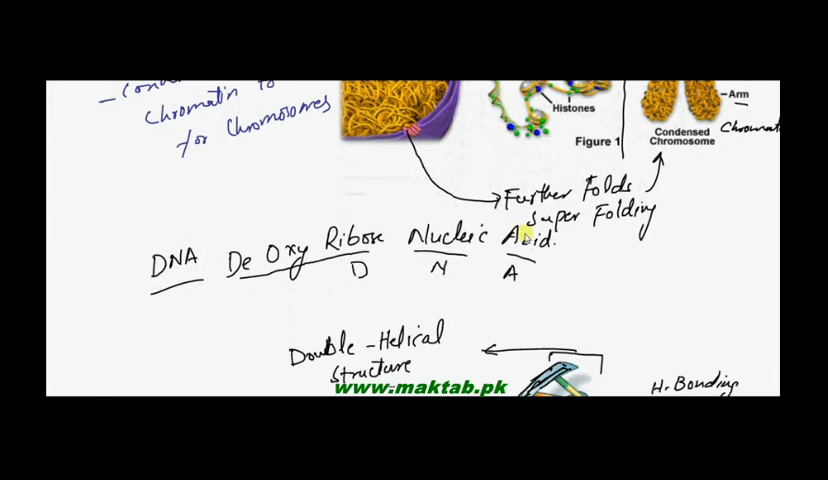 Chromatin to
for Chromosomes
Histones
Figure 1
Arm
Condensed
Chromosome
Further Folds
Super Folding
DNA De Oxy Ribose Nucleic Acid.
D N A
Double-Helical
Structure
www.maktab.pk
H. Bonding